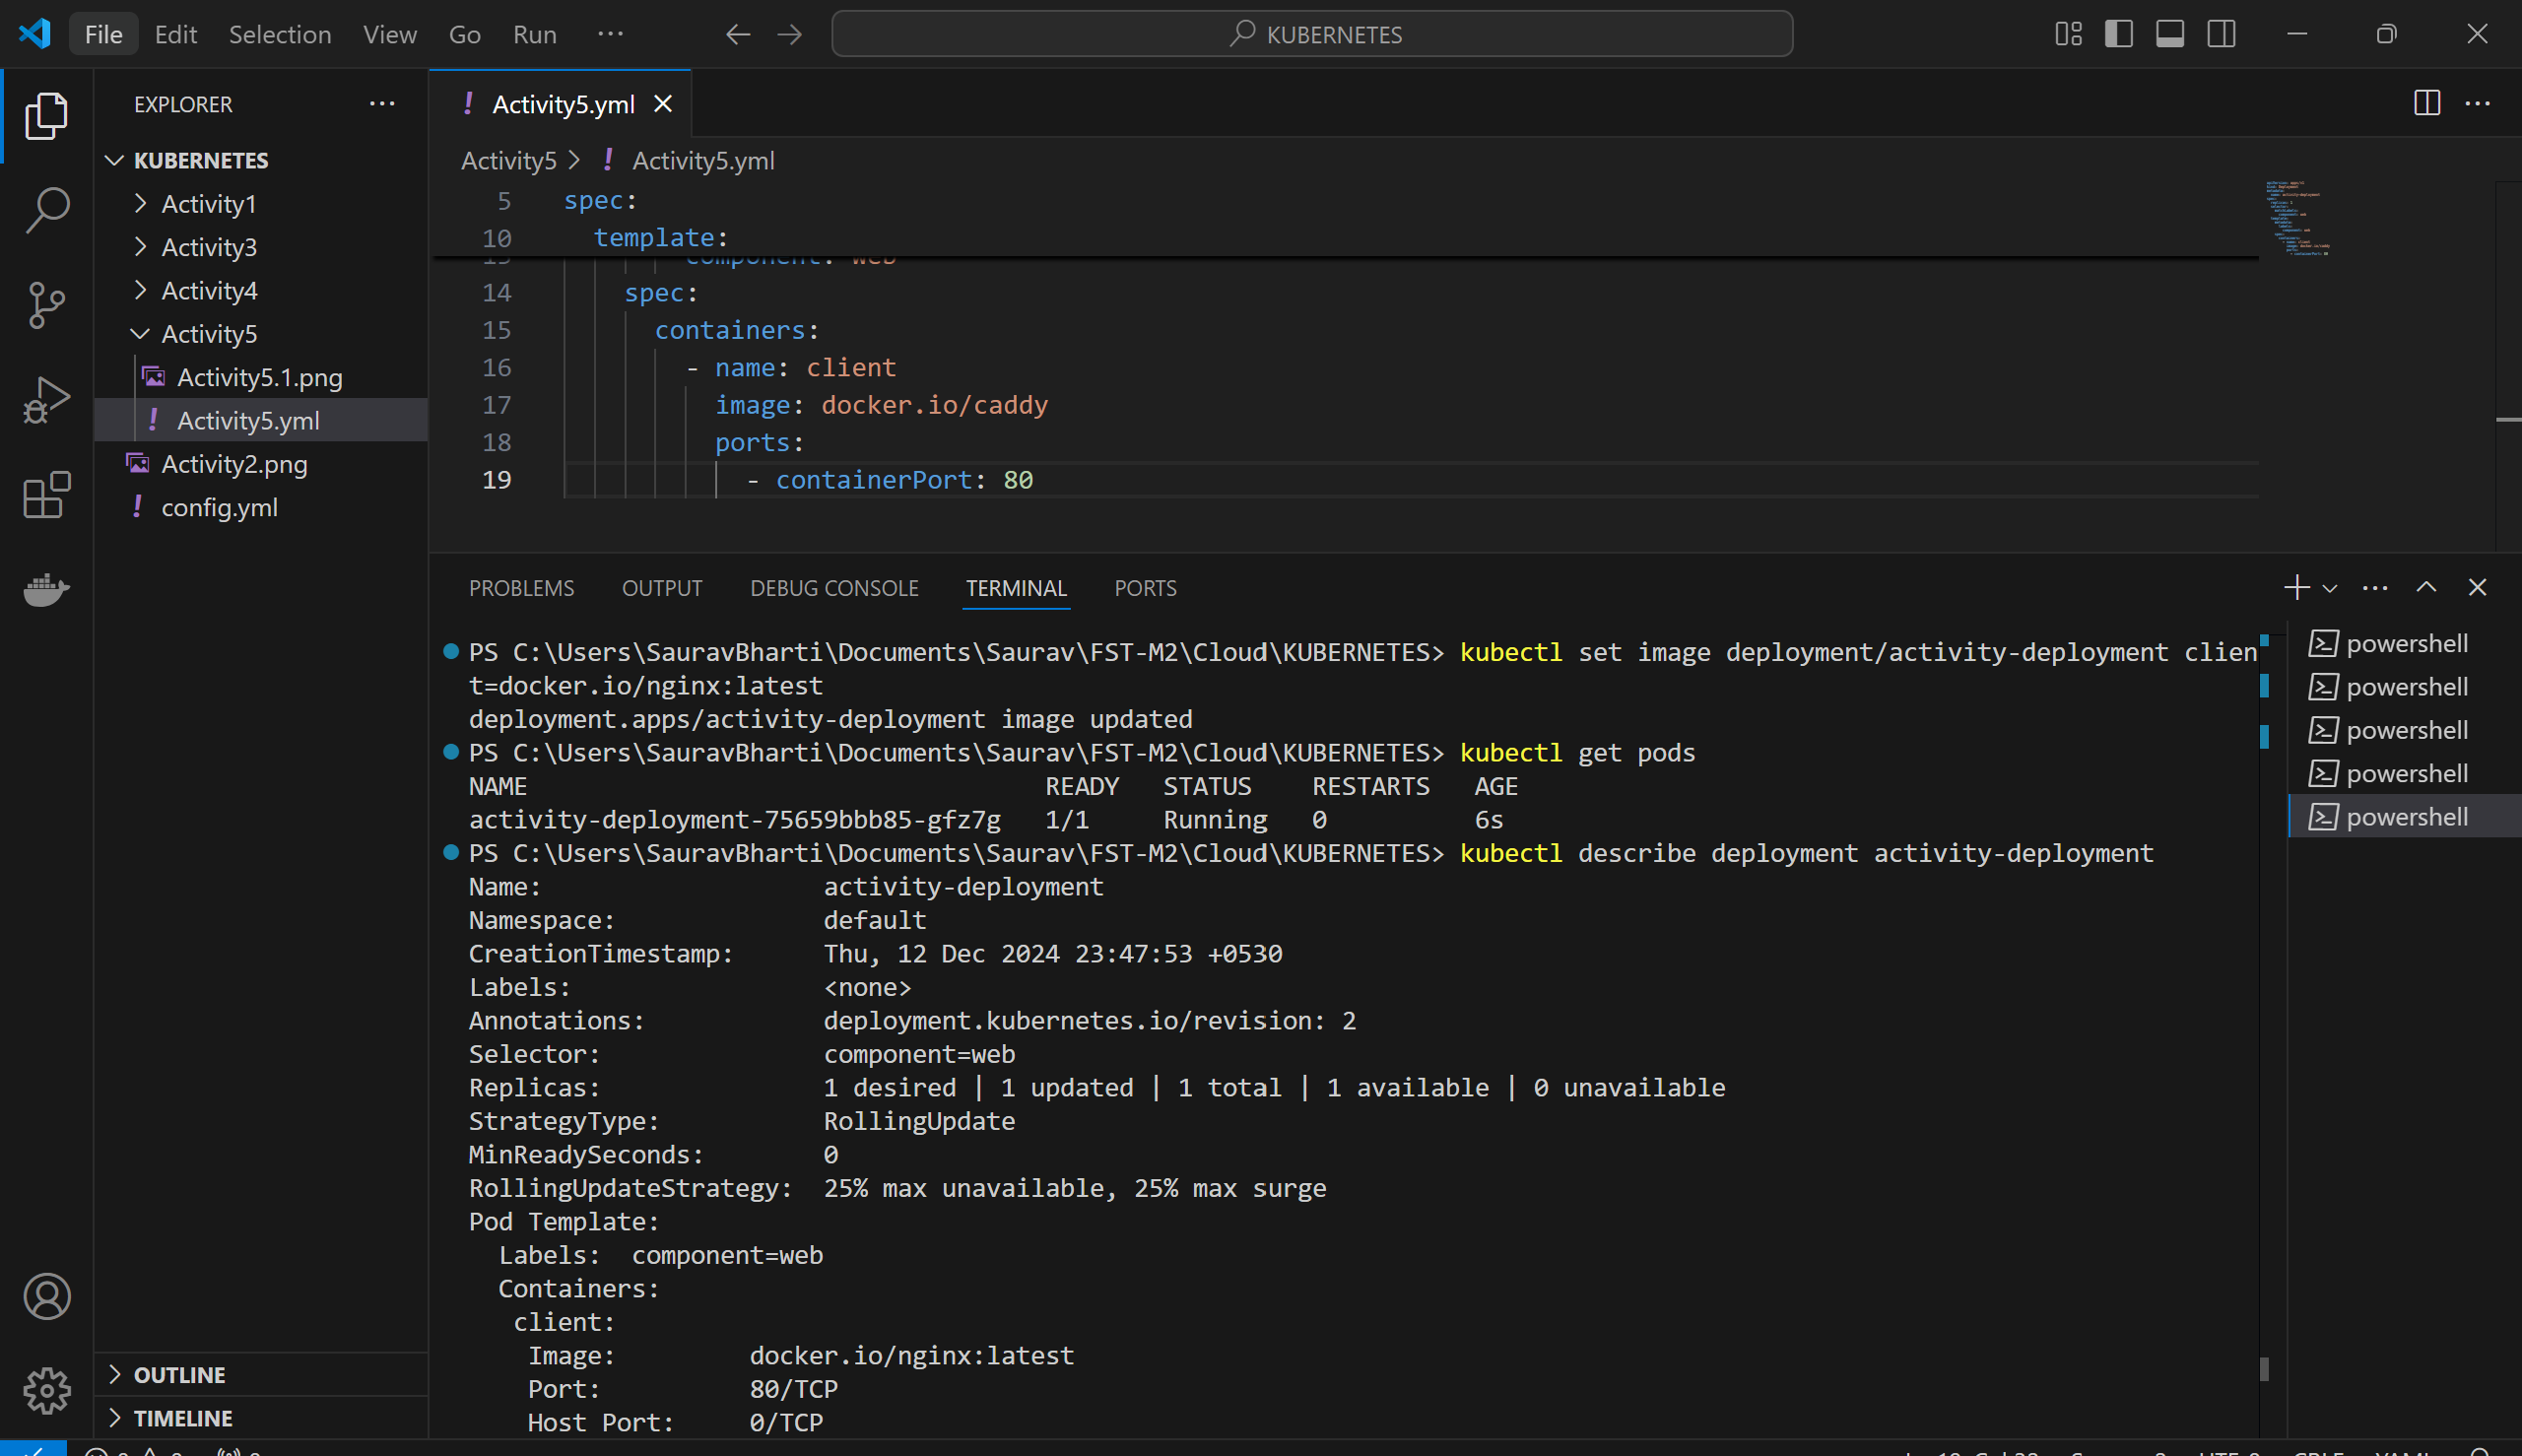 File Edit Selection View Go Run ···
KUBERNETES
EXPLORER
KUBERNETES
Activity1
Activity3
Activity4
Activity5
Activity5.1.png
Activity5.yml
Activity2.png
config.yml
OUTLINE
TIMELINE
Activity5.yml
Activity5 > Activity5.yml
5 spec:
10 template:
component: web
14 spec:
15 containers:
16 - name: client
17 image: docker.io/caddy
18 ports:
19 - containerPort: 80
PROBLEMS OUTPUT DEBUG CONSOLE TERMINAL PORTS
PS C:\Users\SauravBharti\Documents\Saurav\FST-M2\Cloud\KUBERNETES> kubectl set image deployment/activity-deployment clien
t=docker.io/nginx:latest
deployment.apps/activity-deployment image updated
PS C:\Users\SauravBharti\Documents\Saurav\FST-M2\Cloud\KUBERNETES> kubectl get pods
NAME READY STATUS RESTARTS AGE
activity-deployment-75659bbb85-gfz7g 1/1 Running 0 6s
PS C:\Users\SauravBharti\Documents\Saurav\FST-M2\Cloud\KUBERNETES> kubectl describe deployment activity-deployment
Name: activity-deployment
Namespace: default
CreationTimestamp: Thu, 12 Dec 2024 23:47:53 +0530
Labels: <none>
Annotations: deployment.kubernetes.io/revision: 2
Selector: component=web
Replicas: 1 desired | 1 updated | 1 total | 1 available | 0 unavailable
StrategyType: RollingUpdate
MinReadySeconds: 0
RollingUpdateStrategy: 25% max unavailable, 25% max surge
Pod Template:
Labels: component=web
Containers:
client:
Image: docker.io/nginx:latest
Port: 80/TCP
Host Port: 0/TCP
powershell
powershell
powershell
powershell
powershell